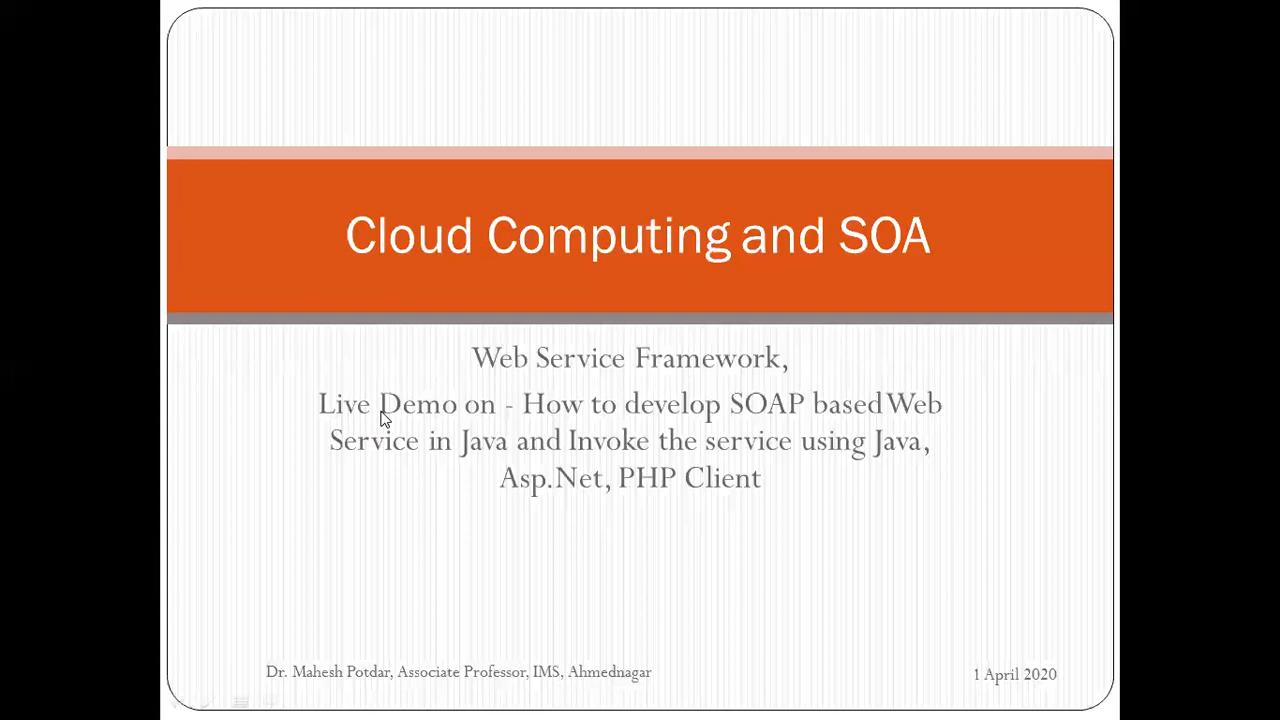 Cloud Computing and SOA
Web Service Framework,
Live Demo on - How to develop SOAP based Web
Service in Java and Invoke the service using Java,
Asp.Net, PHP Client
Dr. Mahesh Potdar, Associate Professor, IMS, Ahmednagar
1 April 2020